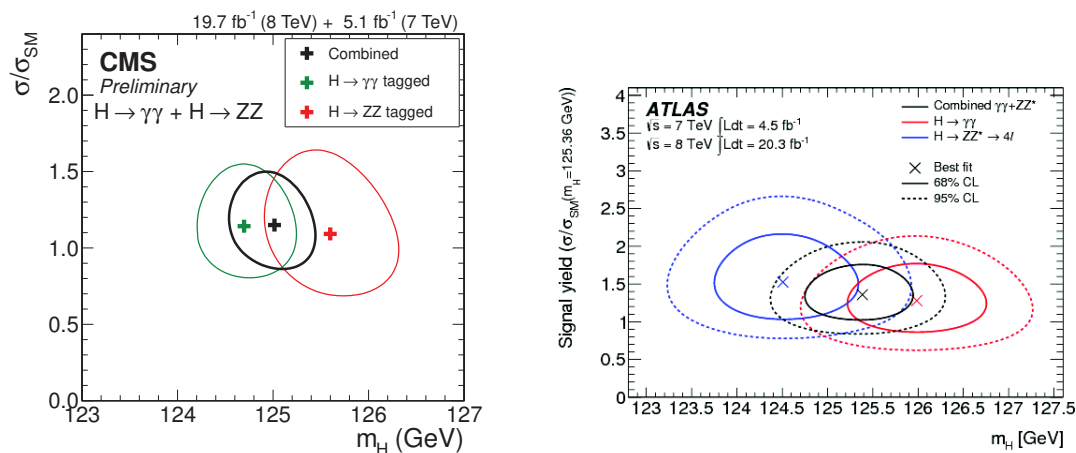 19.7 fb⁻¹ (8 TeV) + 5.1 fb⁻¹ (7 TeV)
σ/σ_SM
CMS
Preliminary
H → γγ + H → ZZ
Combined
H → γγ tagged
H → ZZ tagged
2.0
1.5
1.0
0.5
0.0
123 124 125 126 127
m_H (GeV)
Signal yield (σ/σ_SM(m_H=125.36 GeV))
ATLAS
√s = 7 TeV ∫Ldt = 4.5 fb⁻¹
√s = 8 TeV ∫Ldt = 20.3 fb⁻¹
Combined γγ+ZZ*
H → γγ
H → ZZ* → 4l
Best fit
68% CL
95% CL
4
3.5
3
2.5
2
1.5
1
0.5
0
123 123.5 124 124.5 125 125.5 126 126.5 127 127.5
m_H [GeV]